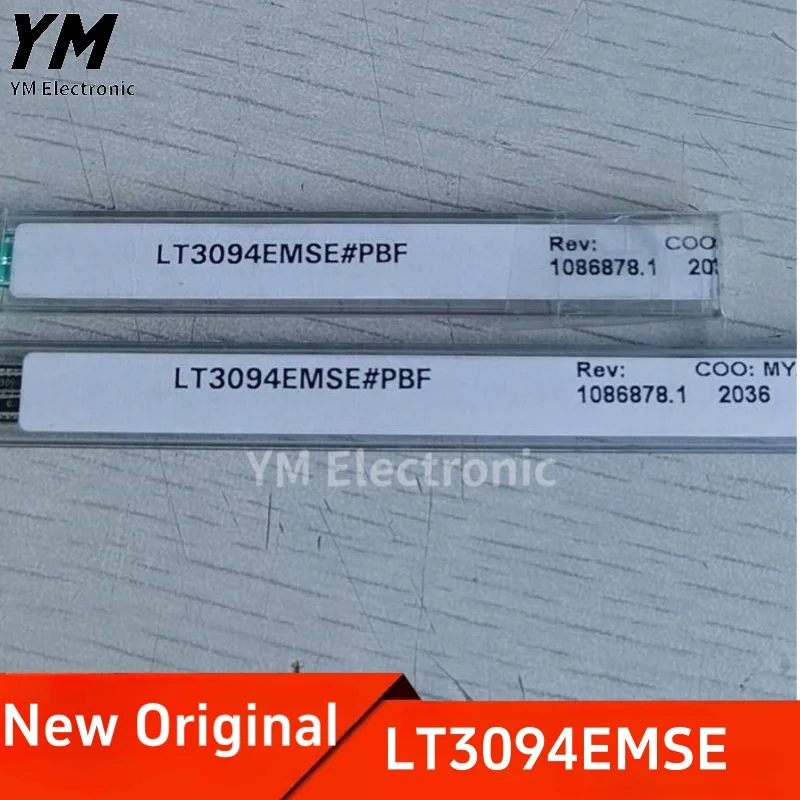 YM
YM Electronic
LT3094EMSE#PBF
Rev: COO
1086878.1
LT3094EMSE#PBF
Rev: COO: MY
1086878.1 2036
YM Electronic
New Original
LT3094EMSE